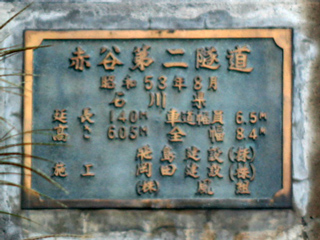 赤谷第二隧道
昭和53年8月
石川県
延長 140M 車道幅員 6.5M
高さ 6.05M 全幅 8.4M
施工 建設(株)
岡田建設(株)
(株) 組